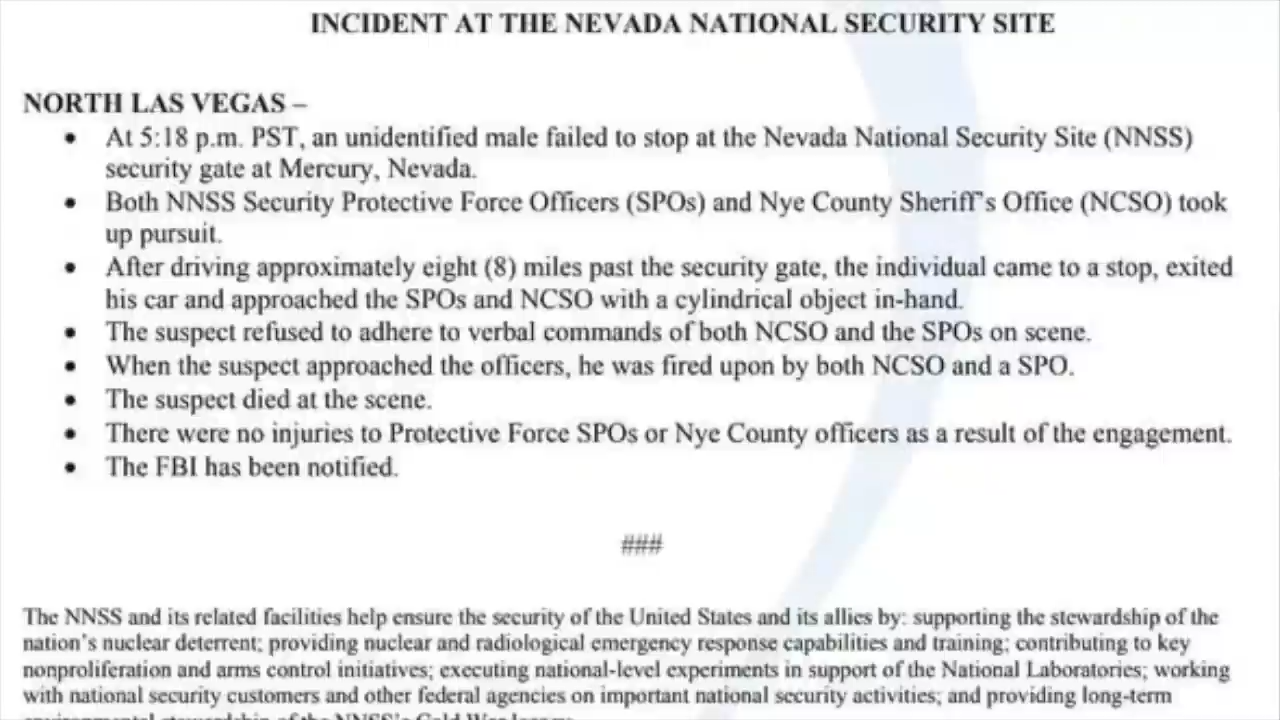 INCIDENT AT THE NEVADA NATIONAL SECURITY SITE
NORTH LAS VEGAS –
• At 5:18 p.m. PST, an unidentified male failed to stop at the Nevada National Security Site (NNSS)
security gate at Mercury, Nevada.
• Both NNSS Security Protective Force Officers (SPOs) and Nye County Sheriff's Office (NCSO) took
up pursuit.
• After driving approximately eight (8) miles past the security gate, the individual came to a stop, exited
his car and approached the SPOs and NCSO with a cylindrical object in-hand.
• The suspect refused to adhere to verbal commands of both NCSO and the SPOs on scene.
• When the suspect approached the officers, he was fired upon by both NCSO and a SPO.
• The suspect died at the scene.
• There were no injuries to Protective Force SPOs or Nye County officers as a result of the engagement.
• The FBI has been notified.
###
The NNSS and its related facilities help ensure the security of the United States and its allies by: supporting the stewardship of the
nation's nuclear deterrent; providing nuclear and radiological emergency response capabilities and training; contributing to key
nonproliferation and arms control initiatives; executing national-level experiments in support of the National Laboratories; working
with national security customers and other federal agencies on important national security activities; and providing long-term
environmental stewardship of the NNSS's Cold War legacy.